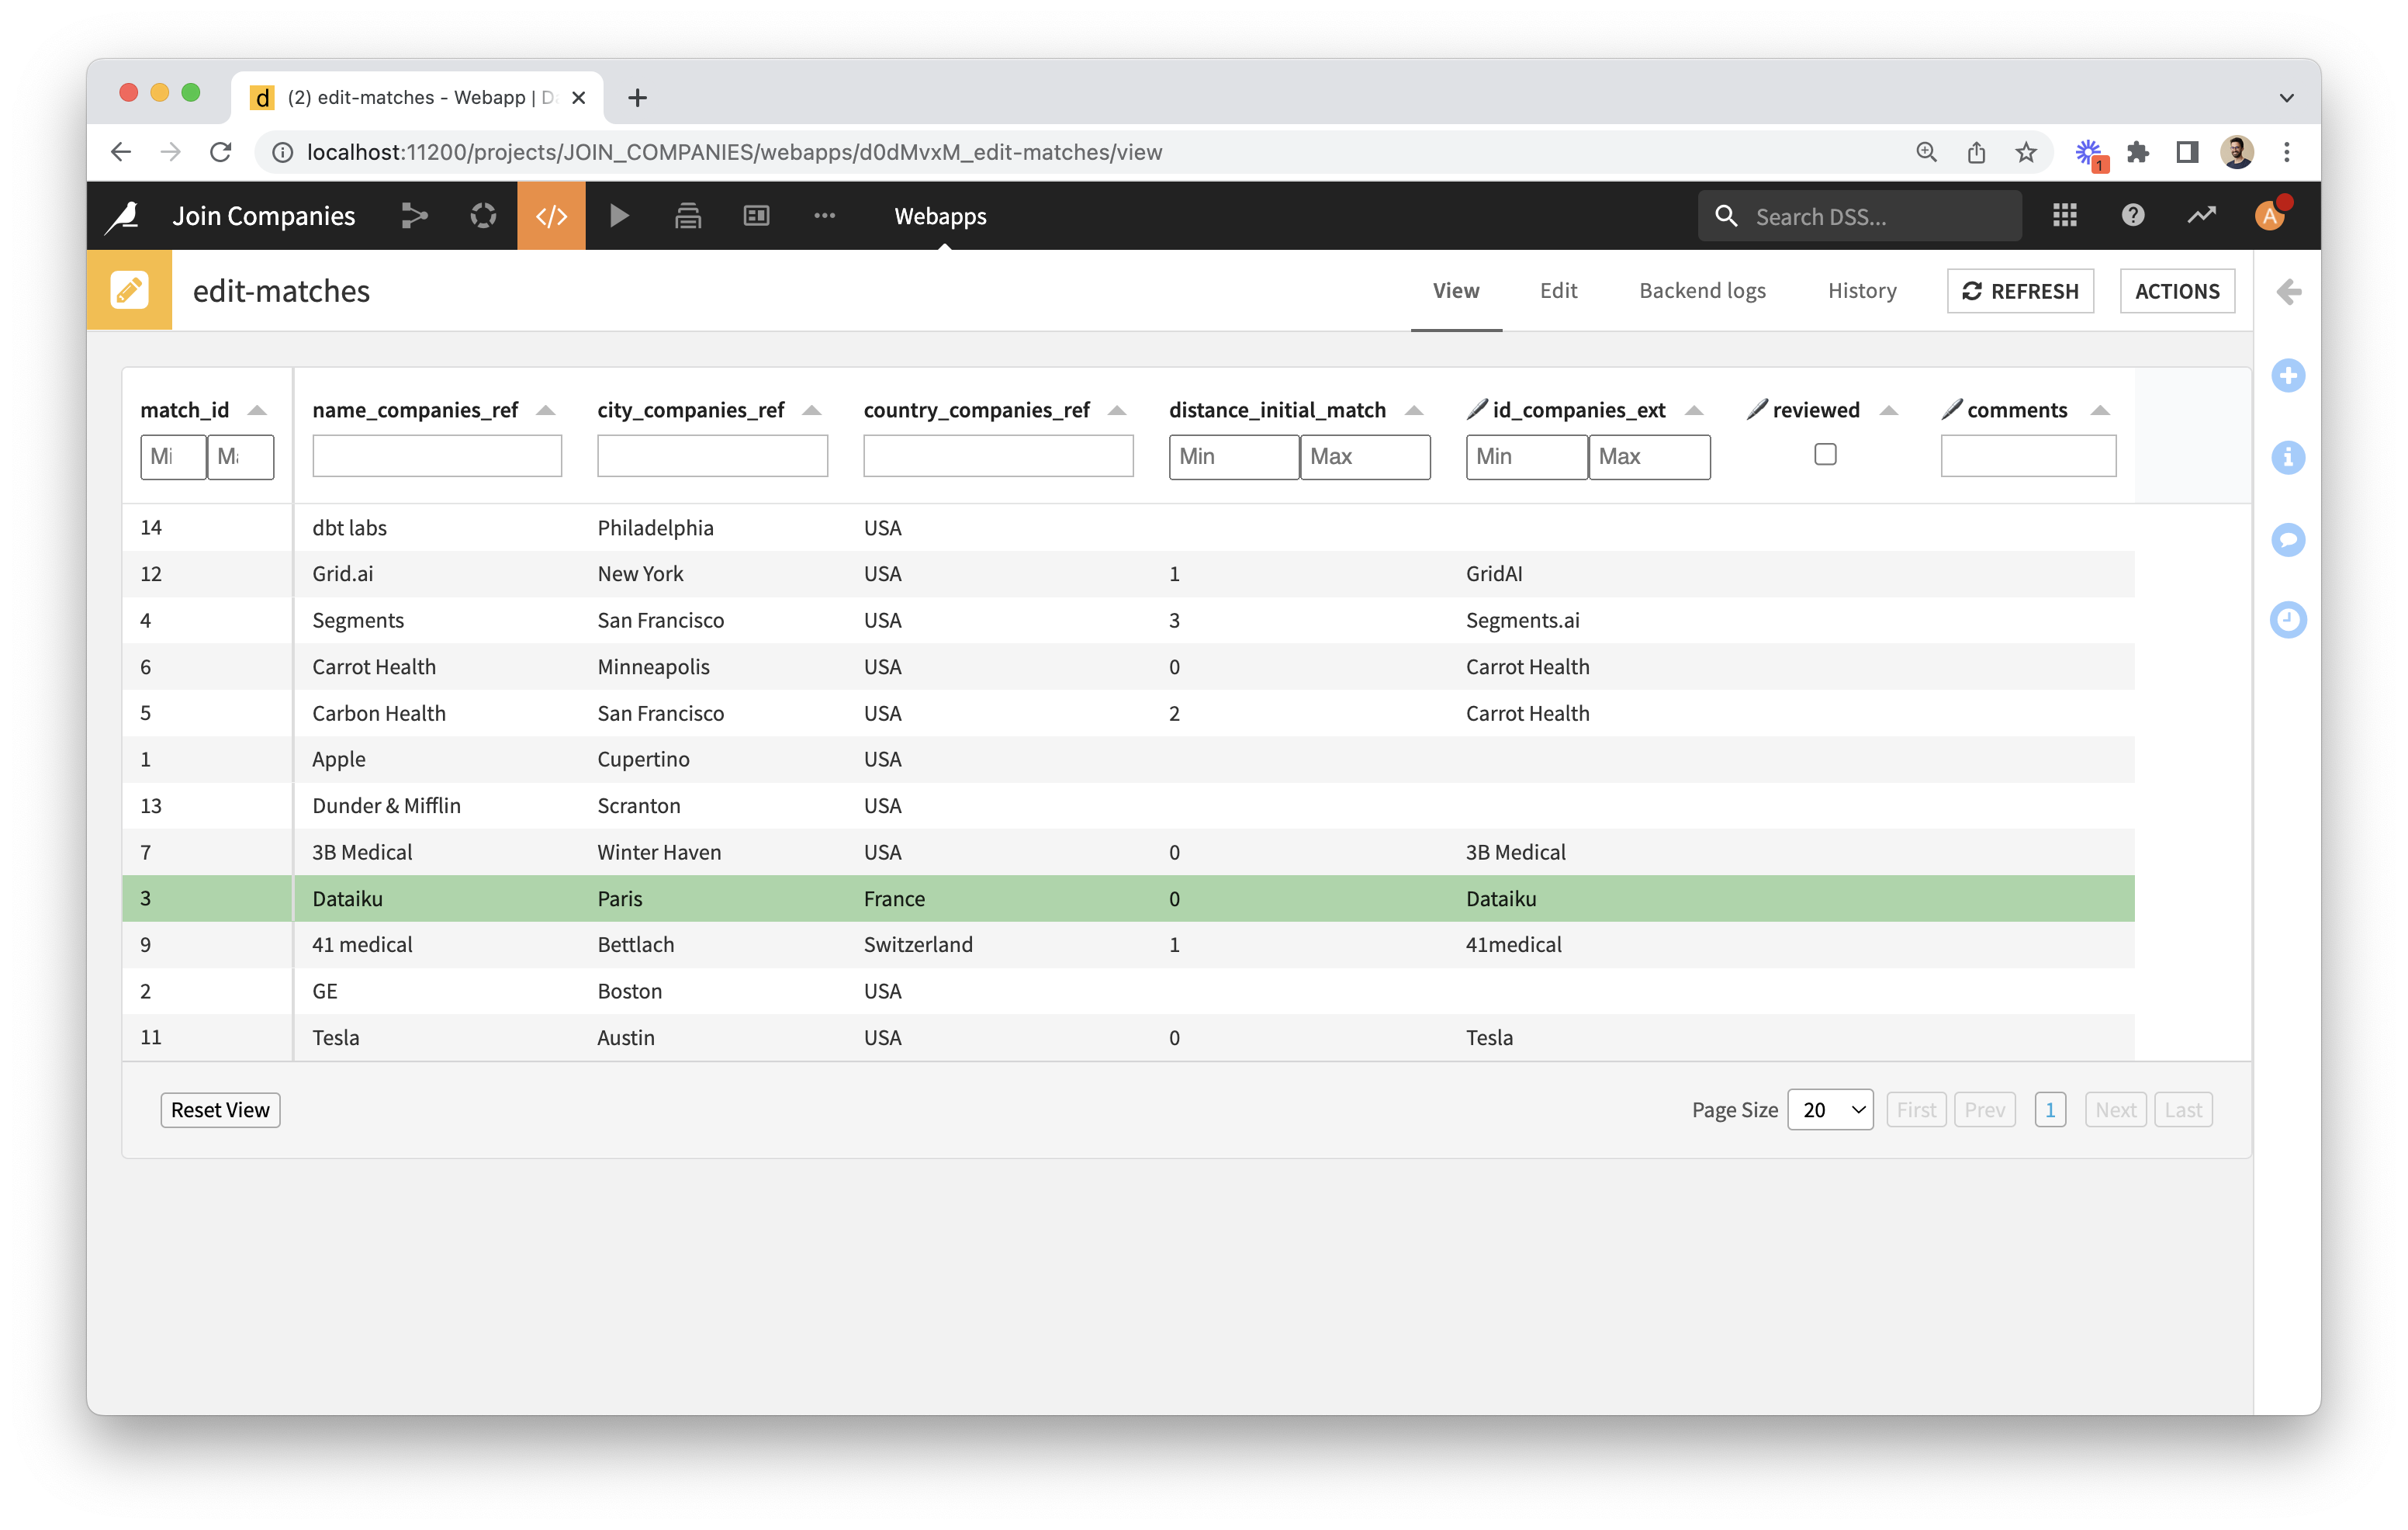 d (2) edit-matches - Webapp | Da
localhost:11200/projects/JOIN_COMPANIES/webapps/d0dMvxM_edit-matches/view
1
Join Companies </> Webapps Search DSS... A
edit-matches View Edit Backend logs History REFRESH ACTIONS
match_id name_companies_ref city_companies_ref country_companies_ref distance_initial_match id_companies_ext reviewed comments
Mi Ma Min Max Min Max
14 dbt labs Philadelphia USA
12 Grid.ai New York USA 1 GridAI
4 Segments San Francisco USA 3 Segments.ai
6 Carrot Health Minneapolis USA 0 Carrot Health
5 Carbon Health San Francisco USA 2 Carrot Health
1 Apple Cupertino USA
13 Dunder & Mifflin Scranton USA
7 3B Medical Winter Haven USA 0 3B Medical
3 Dataiku Paris France 0 Dataiku
9 41 medical Bettlach Switzerland 1 41medical
2 GE Boston USA
11 Tesla Austin USA 0 Tesla
Reset View Page Size 20 First Prev 1 Next Last